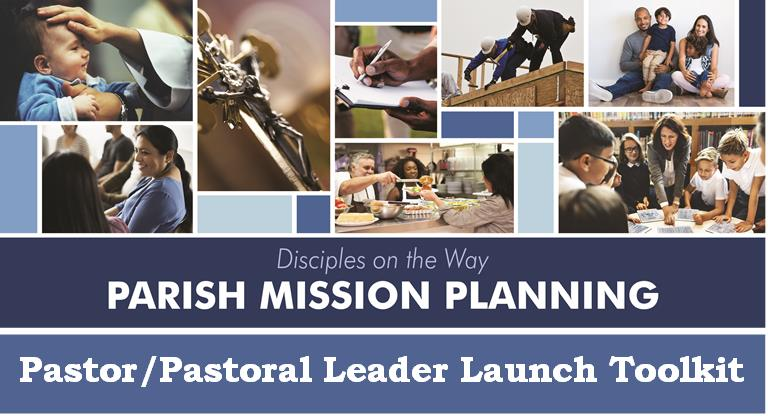 Disciples on the Way
PARISH MISSION PLANNING
Pastor/Pastoral Leader Launch Toolkit